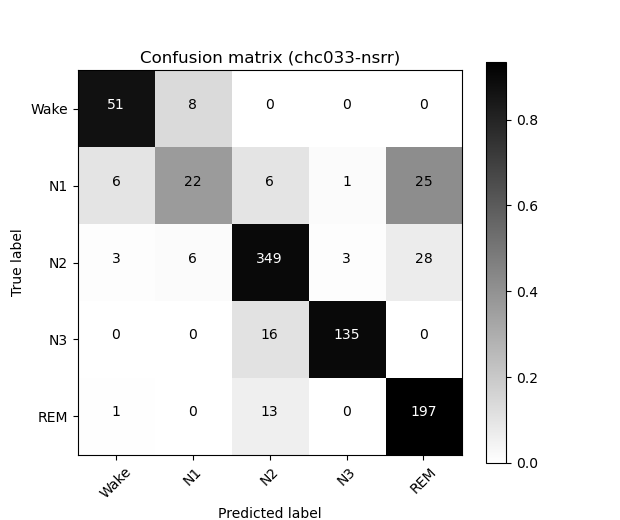 Confusion matrix (chc033-nsrr)
Wake 51 8 0 0 0
N1 6 22 6 1 25
N2 3 6 349 3 28
N3 0 0 16 135 0
REM 1 0 13 0 197
Wake N1 N2 N3 REM
Predicted label
True label
0.8
0.6
0.4
0.2
0.0